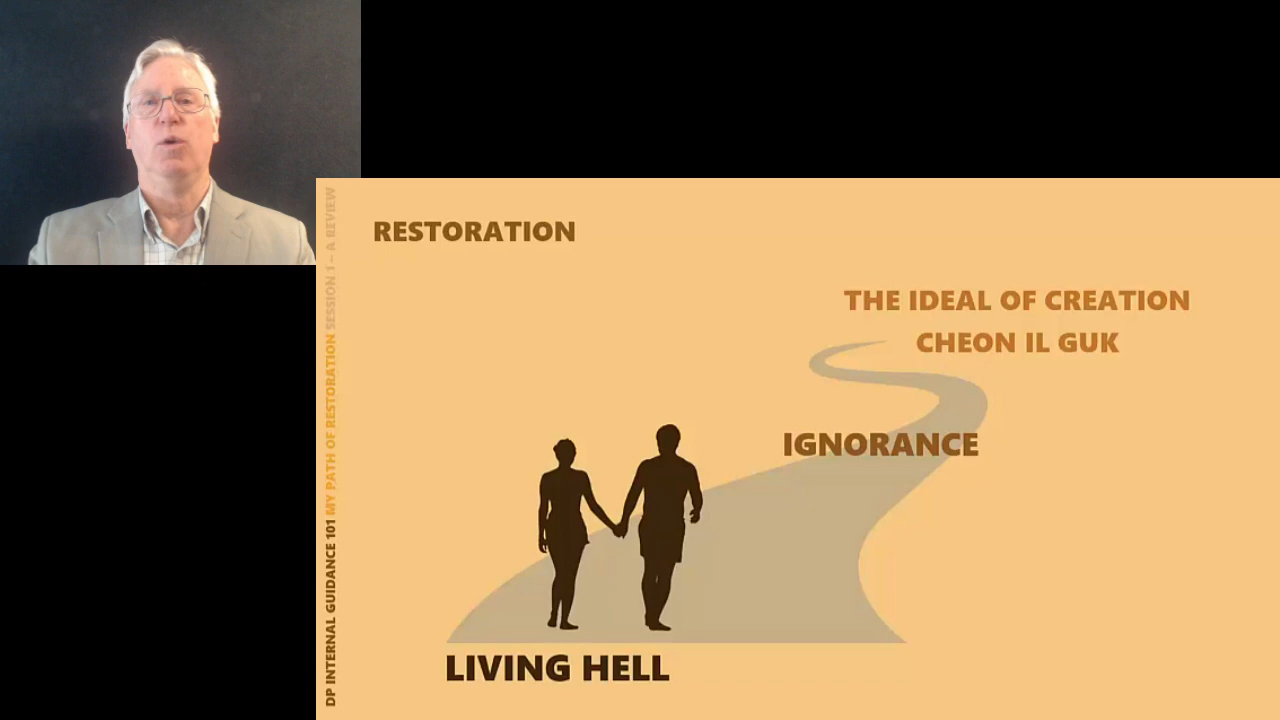 RESTORATION
THE IDEAL OF CREATION
CHEON IL GUK
IGNORANCE
LIVING HELL
DP INTERNAL GUIDANCE 101 MY PATH OF RESTORATION SESSION 1 – A REVIEW